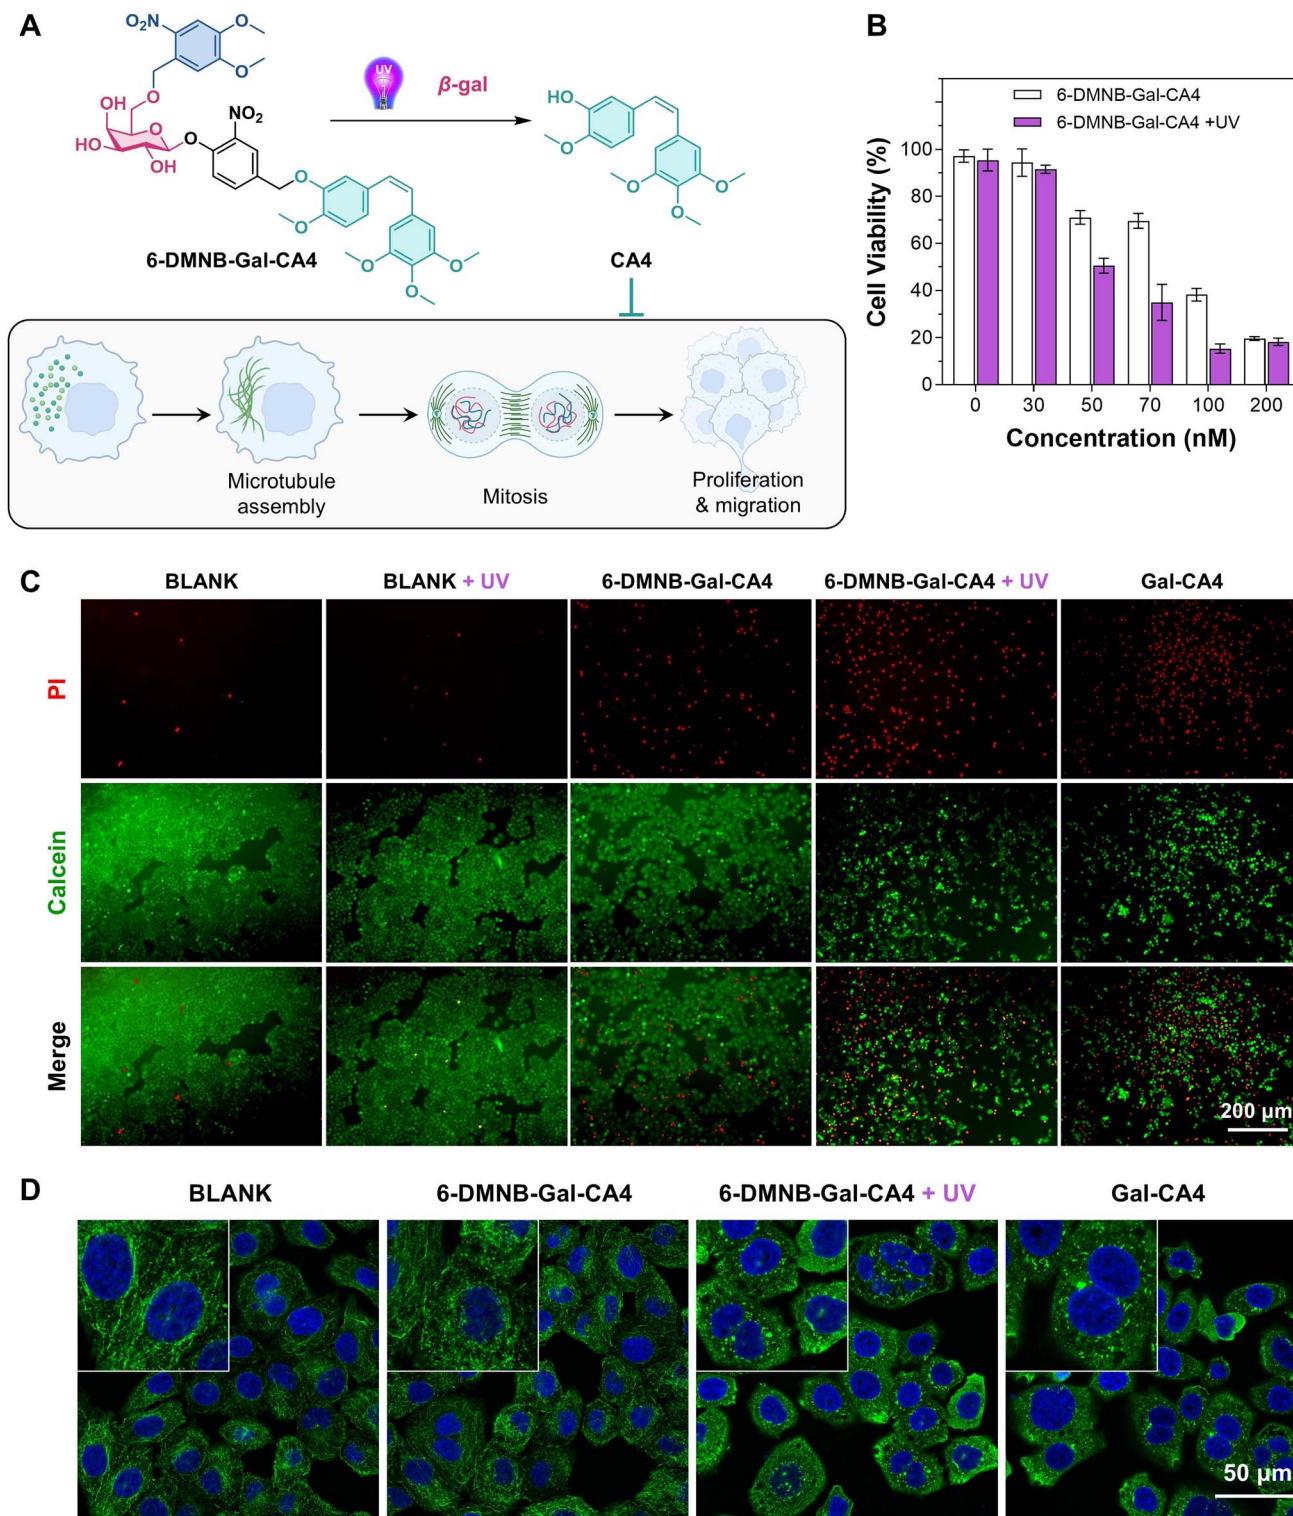 A
O₂N
O
O
O
OH
O
HO
OH
O
NO₂
O
O
O
O
O
6-DMNB-Gal-CA4
UV
β-gal
HO
O
O
O
O
CA4
Microtubule
assembly
Mitosis
Proliferation
& migration
B
6-DMNB-Gal-CA4
6-DMNB-Gal-CA4 +UV
Cell Viability (%)
100
80
60
40
20
0
0 30 50 70 100 200
Concentration (nM)
C
BLANK
BLANK + UV
6-DMNB-Gal-CA4
6-DMNB-Gal-CA4 + UV
Gal-CA4
PI
Calcein
Merge
200 µm
D
BLANK
6-DMNB-Gal-CA4
6-DMNB-Gal-CA4 + UV
Gal-CA4
50 µm